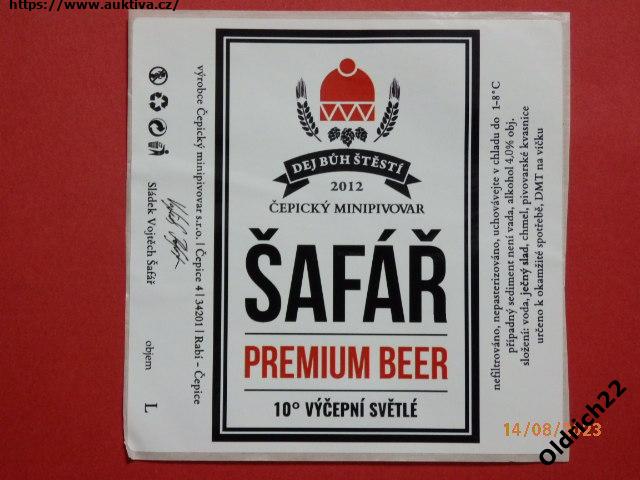 https://www.auktiva.cz/
DEJ BŮH ŠTĚSTÍ
2012
ČEPICKÝ MINIPIVOVAR
ŠAFÁŘ
PREMIUM BEER
10° VÝČEPNÍ SVĚTLÉ
výrobce Čepický minipivovar s.r.o. | Čepice 4 | 34201 | Rabí - Čepice
Sládek Vojtěch Šafář
objem L
nefiltrováno, nepasterizováno, uchovávejte v chladu do 1-8°C
případný sediment není vada, alkohol 4,0% obj.
složení: voda, ječný slad, chmel, pivovarské kvasnice
určeno k okamžité spotřebě, DMT na víčku
14/08/2023
Oldrich22